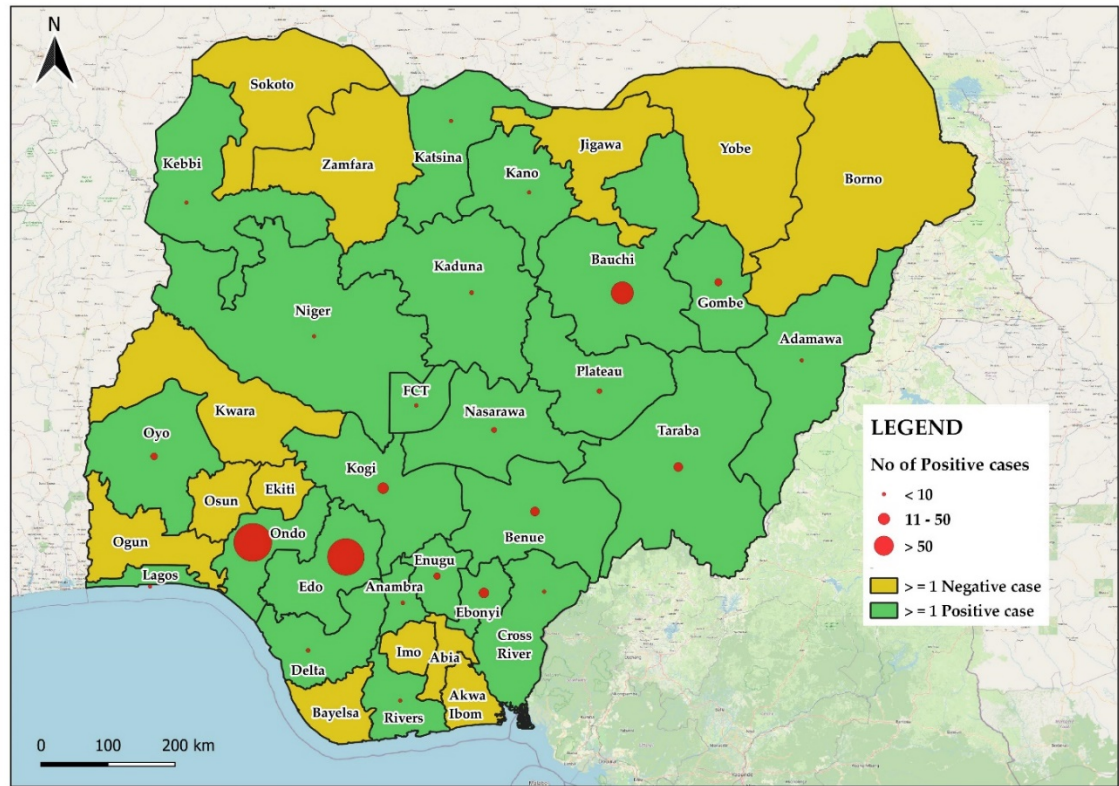 N
Sokoto
Kebbi
Zamfara
Katsina
Kano
Jigawa
Yobe
Borno
Kaduna
Bauchi
Gombe
Niger
Adamawa
Plateau
FCT
Nasarawa
Kwara
Oyo
Taraba
Kogi
Osun
Ekiti
Ogun
Ondo
Benue
Enugu
Lagos
Edo
Anambra
Ebonyi
Cross
River
Imo
Abia
Delta
Akwa
Ibom
Bayelsa
Rivers
LEGEND
No of Positive cases
< 10
11 - 50
> 50
> = 1 Negative case
> = 1 Positive case
0 100 200 km